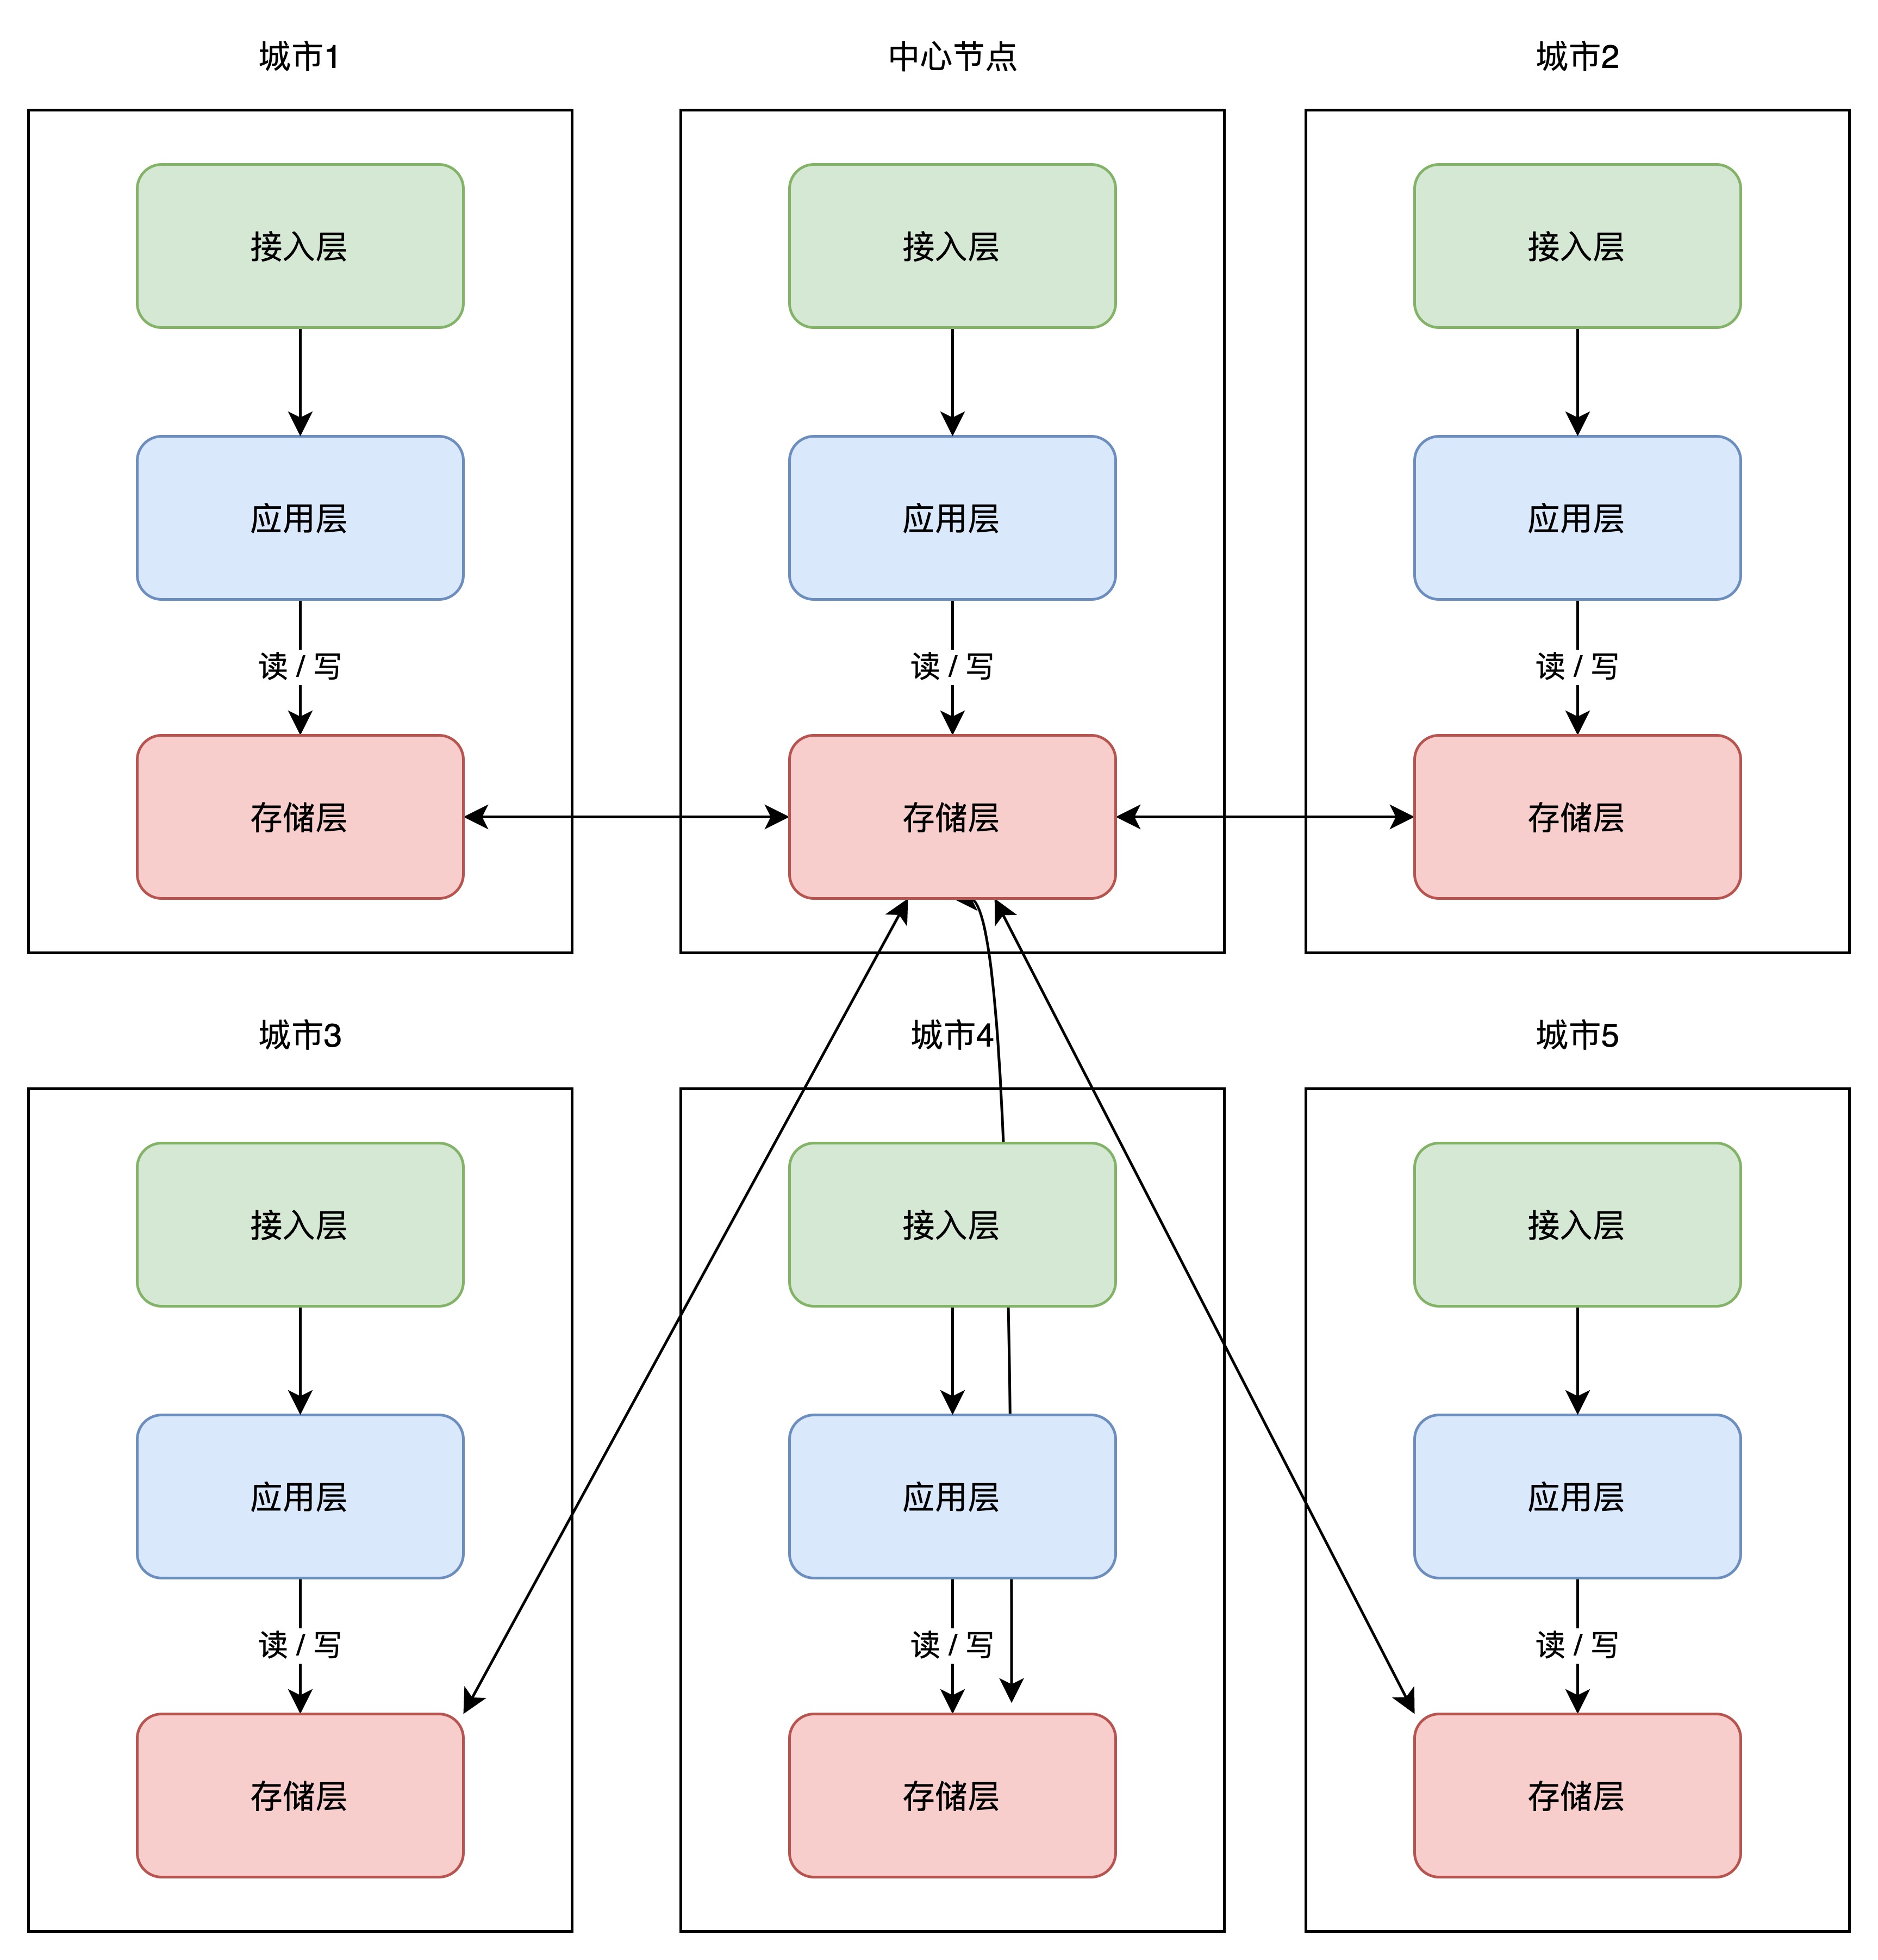 城市1
中心节点
城市2
接入层
接入层
接入层
应用层
应用层
应用层
读 / 写
读 / 写
读 / 写
存储层
存储层
存储层
城市3
城市4
城市5
接入层
接入层
接入层
应用层
应用层
应用层
读 / 写
读 / 写
读 / 写
存储层
存储层
存储层